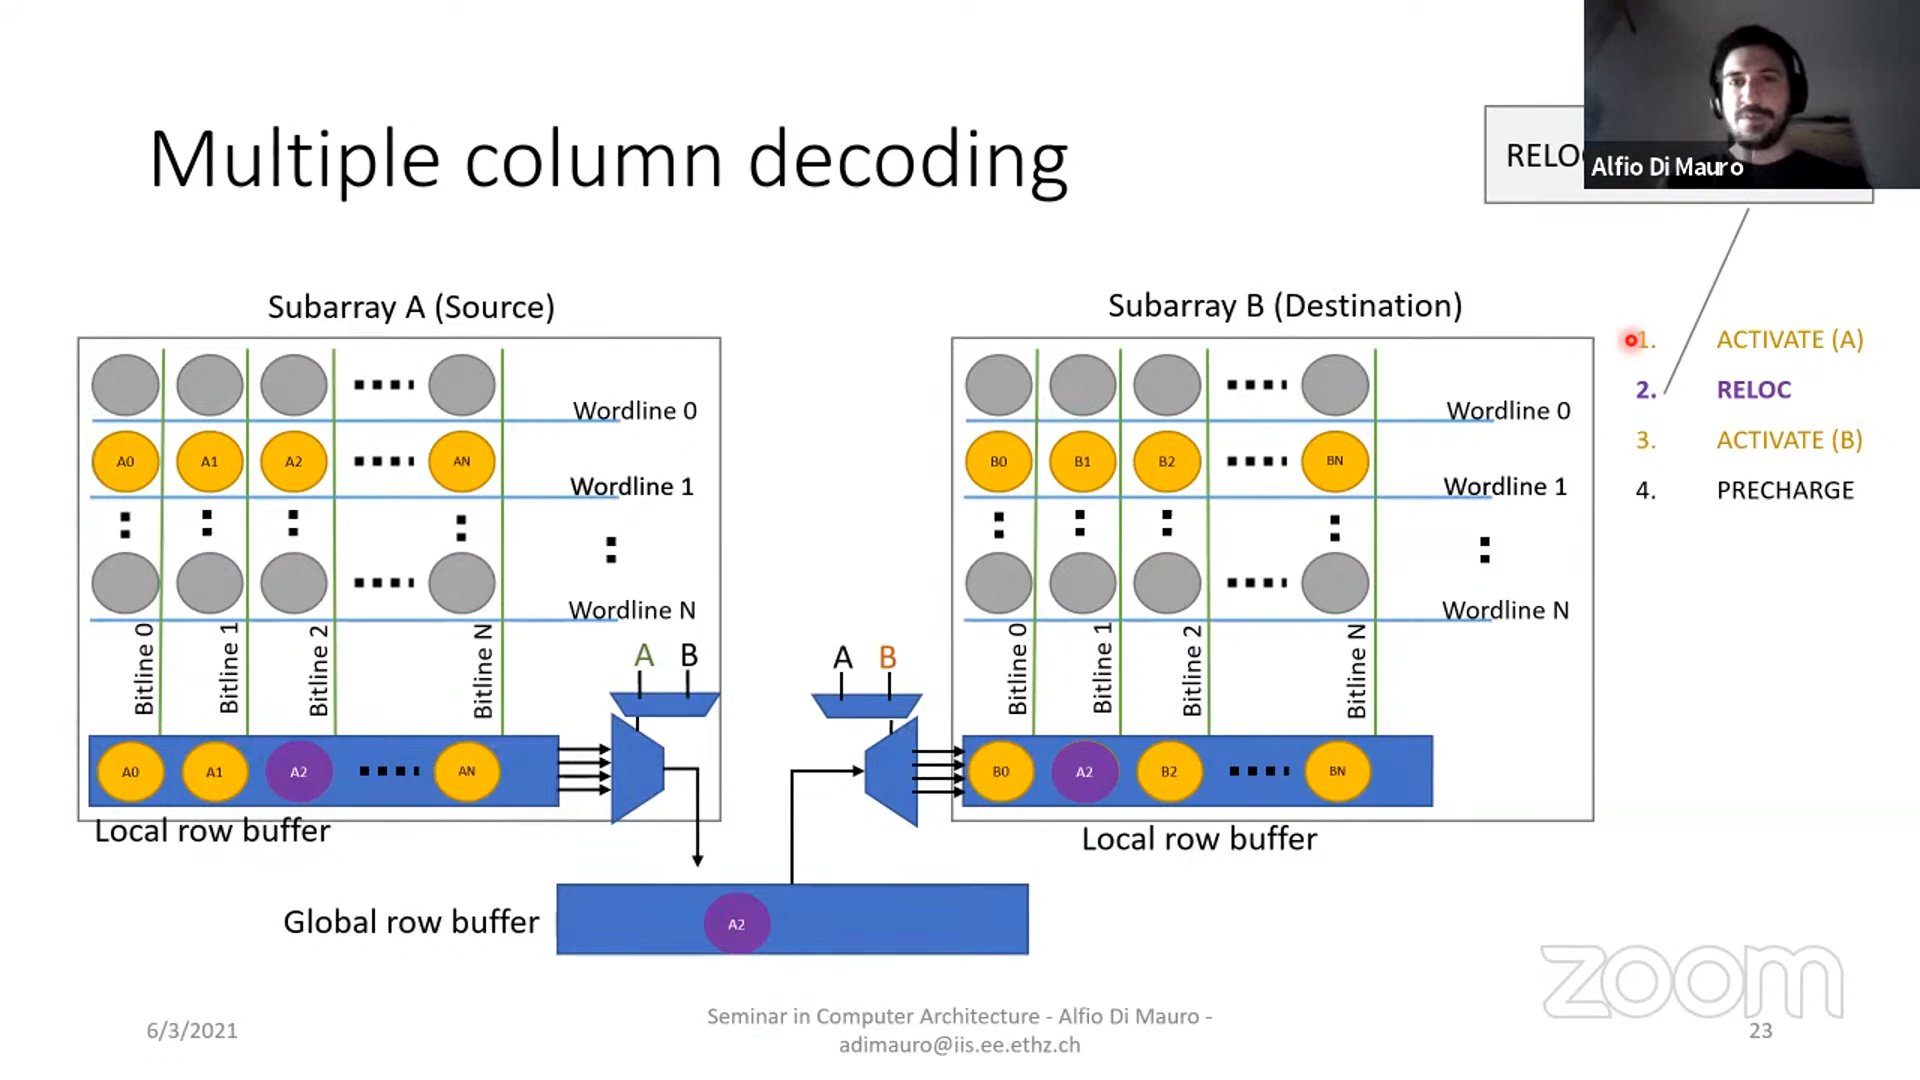 Multiple column decoding
Alfio Di Mauro
Subarray A (Source)
Wordline 0
A0 A1 A2 AN
Wordline 1
Wordline N
Bitline 0
Bitline 1
Bitline 2
Bitline N
A B
A0 A1 A2 AN
Local row buffer
Subarray B (Destination)
Wordline 0
B0 B1 B2 BN
Wordline 1
Wordline N
Bitline 0
Bitline 1
Bitline 2
Bitline N
A B
B0 A2 B2 BN
Local row buffer
Global row buffer
A2
1. ACTIVATE (A)
2. RELOC
3. ACTIVATE (B)
4. PRECHARGE
zoom
6/3/2021
Seminar in Computer Architecture - Alfio Di Mauro -
adimauro@iis.ee.ethz.ch
23